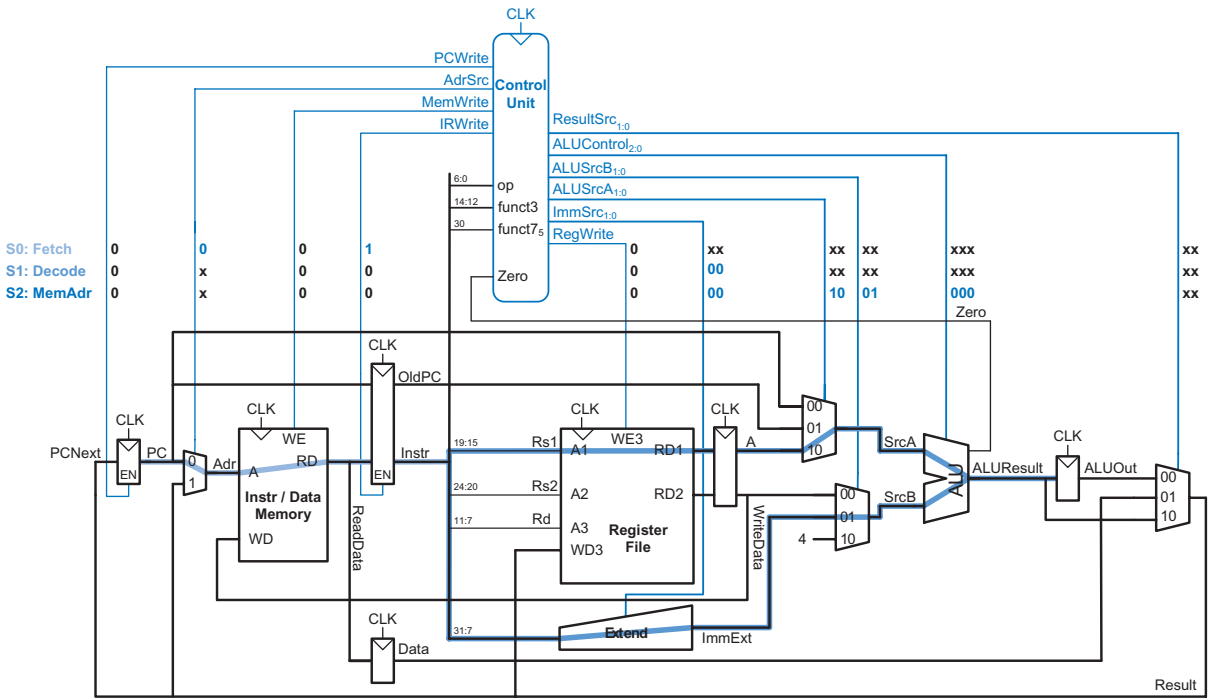 CLK
PCWrite
AdrSrc
MemWrite
IRWrite
Control
Unit
ResultSrc1:0
ALUControl2:0
ALUSrcB1:0
ALUSrcA1:0
ImmSrc1:0
RegWrite
6:0 op
14:12 funct3
30 funct75
Zero
S0: Fetch 0 0 0 1 0 xx xx xx xxx xx
S1: Decode 0 x 0 0 0 00 xx xx xxx xx
S2: MemAdr 0 x 0 0 0 00 10 01 000 xx
Zero
CLK
OldPC
CLK
CLK
CLK
CLK
CLK
PCNext
EN
PC
0
1
Adr
A
WE
RD
Instr / Data
Memory
WD
ReadData
EN
Instr
19:15 Rs1
24:20 Rs2
11:7 Rd
31:7
A1
WE3
RD1
A2
RD2
A3
WD3
Register
File
A
WriteData
00
01
10
SrcA
00
01
10
4
SrcB
ALU
ALUResult
ALUOut
00
01
10
Extend
ImmExt
CLK
Data
Result